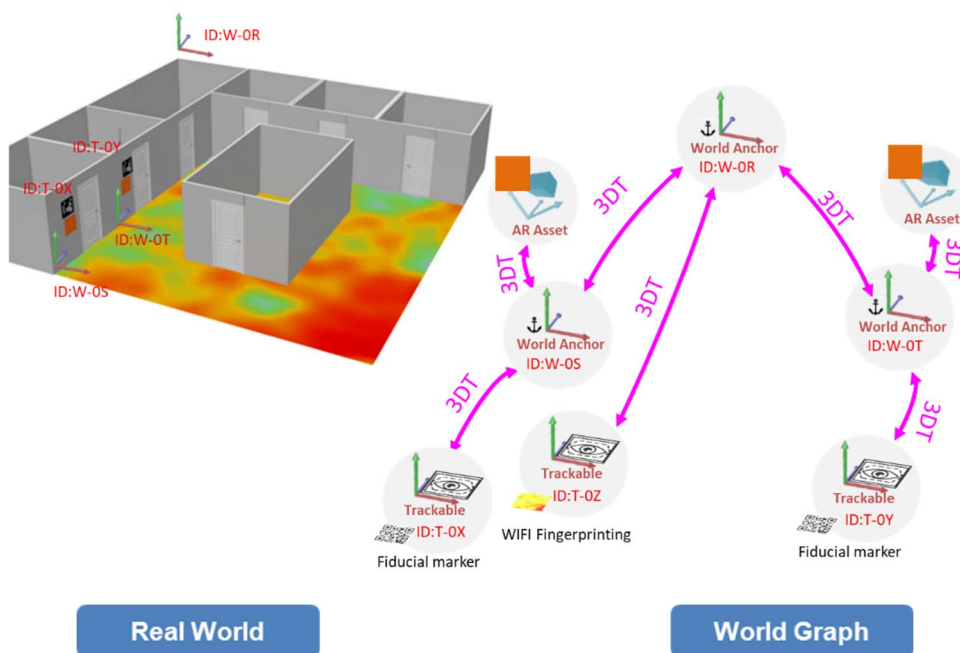 ID:W-0R
ID:T-0Y
ID:T-0X
ID:W-0T
ID:W-0S
World Anchor
ID:W-0R
AR Asset
AR Asset
3DT
3DT
3DT
3DT
3DT
World Anchor
ID:W-0S
World Anchor
ID:W-0T
3DT
3DT
Trackable
ID:T-0X
Fiducial marker
Trackable
ID:T-0Z
WIFI Fingerprinting
Trackable
ID:T-0Y
Fiducial marker
Real World
World Graph